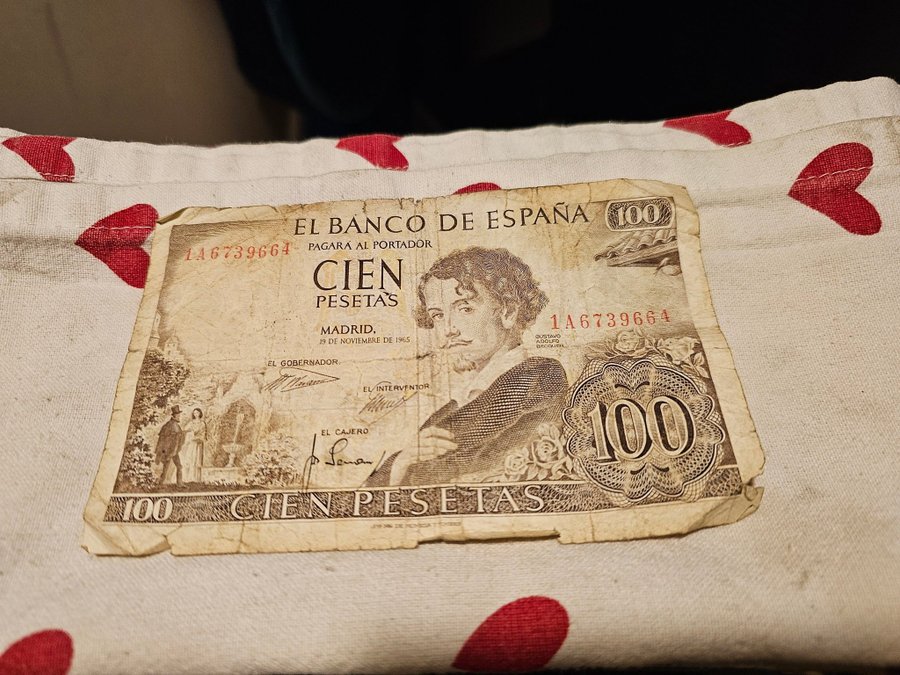 EL BANCO DE ESPAÑA
100
PAGARÁ AL PORTADOR
1A6739664
CIEN
PESETAS
MADRID,
19 DE NOVIEMBRE DE 1965
1A6739664
GUSTAVO
ADOLFO
BECQUER
EL GOBERNADOR
EL INTERVENTOR
EL CAJERO
100
100
CIEN PESETAS